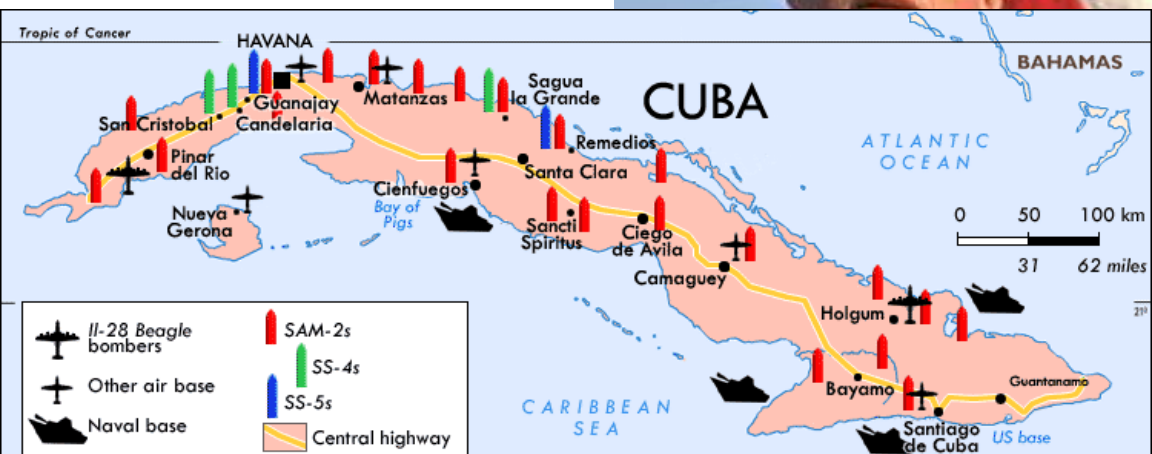 Tropic of Cancer
HAVANA
BAHAMAS
Guanajay
Matanzas
Sagua
la Grande
CUBA
San Cristobal
Candelaria
ATLANTIC
OCEAN
Remedios
Pinar
del Rio
Santa Clara
Cienfuegos
Bay of
Pigs
Nueva
Gerona
Sancti
Spiritus
Ciego
de Avila
0 50 100 km
31 62 miles
Camaguey
Holgum
21º
Il-28 Beagle
bombers
SAM-2s
SS-4s
Other air base
SS-5s
Naval base
Central highway
Bayamo
Guantanamo
CARIBBEAN
SEA
Santiago
de Cuba
US base